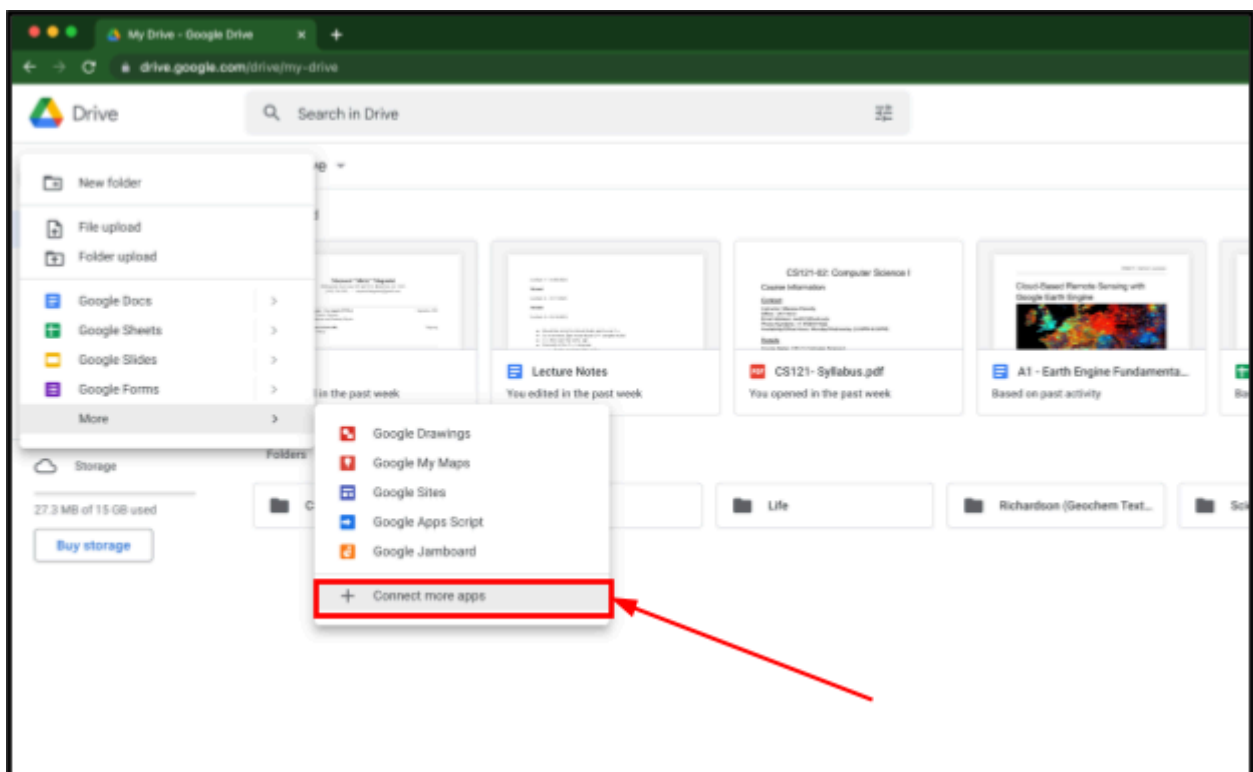 My Drive - Google Drive
drive.google.com/drive/my-drive
Drive
Search in Drive
New folder
File upload
Folder upload
Google Docs
Google Sheets
Google Slides
Google Forms
More
Google Drawings
Google My Maps
Google Sites
Google Apps Script
Google Jamboard
Connect more apps
in the past week
Lecture Notes
You edited in the past week
CS121-02: Computer Science I
Course Information
CS121- Syllabus.pdf
You opened in the past week
Cloud-Based Remote Sensing with
Google Earth Engine
A1 - Earth Engine Fundamenta...
Based on past activity
Storage
27.3 MB of 15 GB used
Buy storage
Folders
C
Life
Richardson (Geochem Text...
Sci